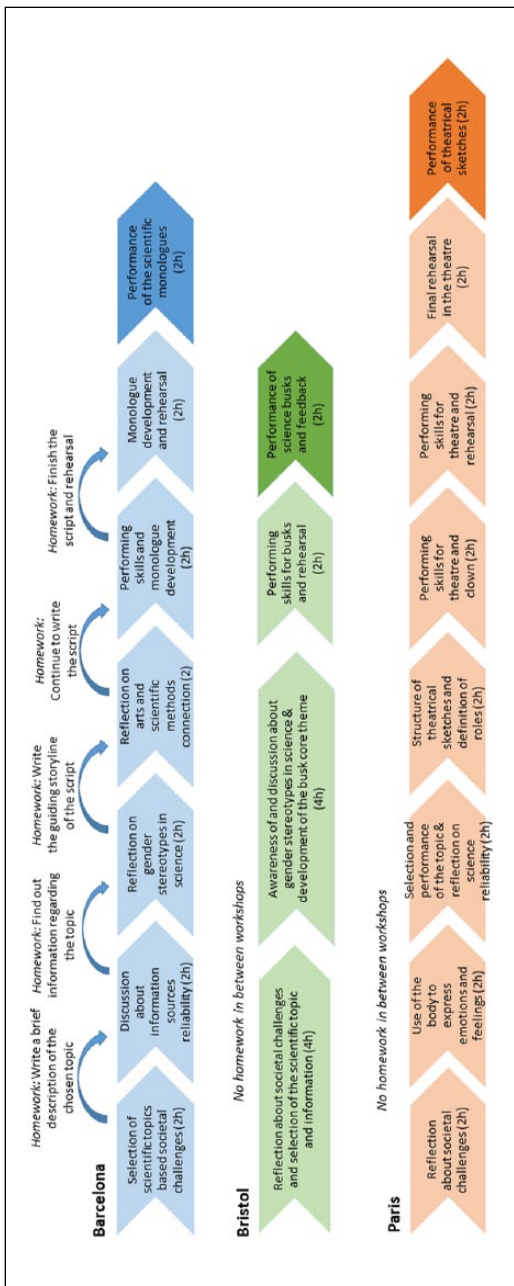 Barcelona
Homework: Write a brief
description of the
chosen topic
Homework: Find out
information regarding
the topic
Homework: Write
the guiding storyline
of the script
Homework:
Continue to write
the script
Homework: Finish the
script and rehearsal
Selection of
scientific topics
based societal
challenges (2h)
Discussion about
information
sources
reliability (2h)
Reflection on
gender
stereotypes in
science (2h)
Reflection on
arts and
scientific
methods
connection (2)
Performing
skills and
monologue
development
(2h)
Monologue
development
and rehearsal
(2h)
Performance
of the scientific
monologues
(2h)
Bristol
No homework in between workshops
Reflection about societal challenges
and selection of the scientific topic
and information (4h)
Awareness of and discussion about
gender stereotypes in science &
development of the busk core theme
(4h)
Performing
skills for busks
and rehearsal
(2h)
Performance of
science busks
and feedback
(2h)
Paris
No homework in between workshops
Reflection
about societal
challenges (2h)
Use of the
body to
express
emotions and
feelings (2h)
Selection and
performance
of the topic &
reflection on
science
reliability (2h)
Structure of
theatrical
sketches and
definition of
roles (2h)
Performing
skills for
theatre and
clown (2h)
Performing
skills for
theatre and
rehearsal (2h)
Final rehearsal
in the theatre
(2h)
Performance
of theatrical
sketches (2h)